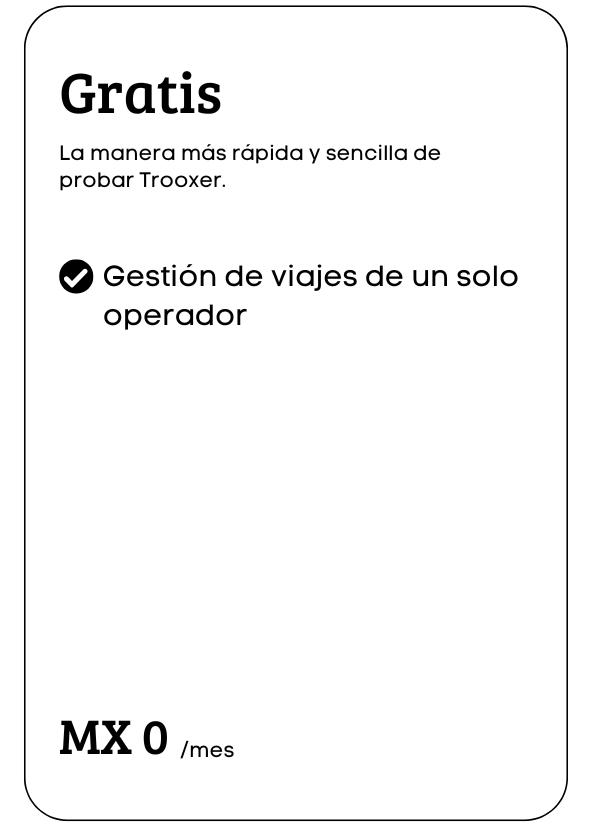 Gratis
La manera más rápida y sencilla de
probar Trooxer.
Gestión de viajes de un solo
operador
MX 0 /mes